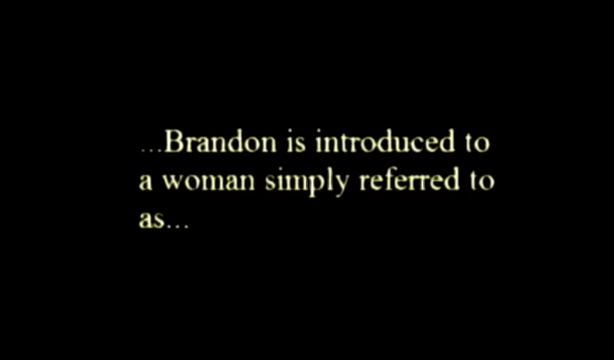 ...Brandon is introduced to
a woman simply referred to
as...